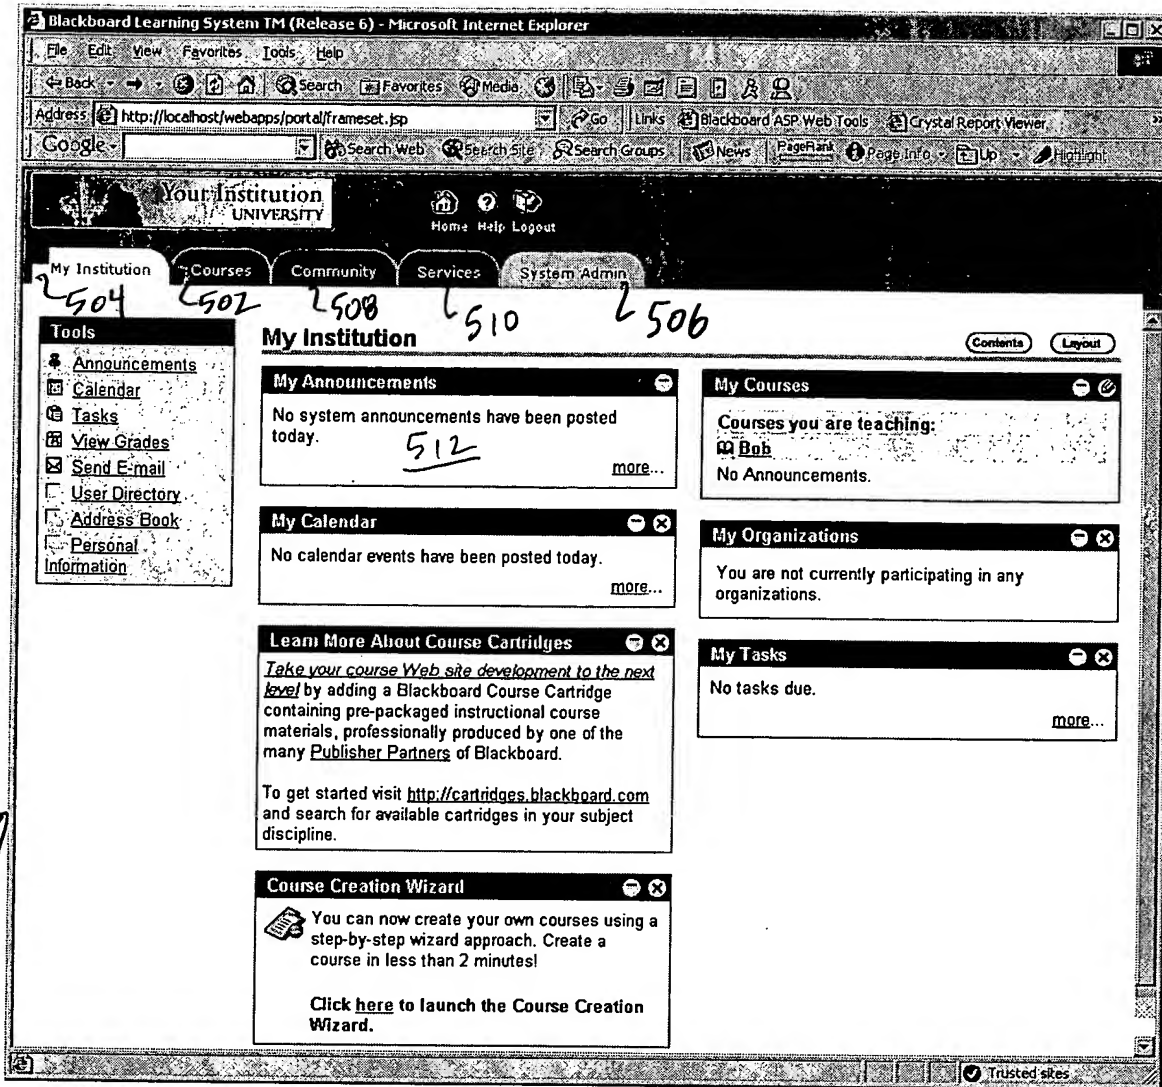 Blackboard Learning System TM (Release 6) - Microsoft Internet Explorer
File Edit View Favorites Tools Help
Back Search Favorites Media
Address http://localhost/webapps/portal/frameset.jsp Go Links Blackboard ASP Web Tools Crystal Report Viewer
Google Search Web Search Site Search Groups News PageRank Page Info Up Highlight
Your Institution
UNIVERSITY
Home Help Logout
My Institution Courses Community Services System Admin
504 502 508 510 506
Tools
Announcements
Calendar
Tasks
View Grades
Send E-mail
User Directory
Address Book
Personal
Information
My Institution
Contents Layout
My Announcements
No system announcements have been posted
today.
512
more...
My Calendar
No calendar events have been posted today.
more...
Learn More About Course Cartridges
Take your course Web site development to the next
level by adding a Blackboard Course Cartridge
containing pre-packaged instructional course
materials, professionally produced by one of the
many Publisher Partners of Blackboard.
To get started visit http://cartridges.blackboard.com
and search for available cartridges in your subject
discipline.
Course Creation Wizard
You can now create your own courses using a
step-by-step wizard approach. Create a
course in less than 2 minutes!
Click here to launch the Course Creation
Wizard.
My Courses
Courses you are teaching:
Bob
No Announcements.
My Organizations
You are not currently participating in any
organizations.
My Tasks
No tasks due.
more...
Trusted sites